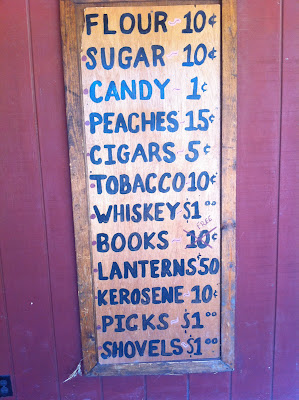 FLOUR - 10¢
SUGAR - 10¢
CANDY 1¢
PEACHES - 15¢
CIGARS - 5¢
TOBACCO 10¢
WHISKEY $1.00
FREE
BOOKS - 10¢
LANTERNS $50
KEROSENE - 10¢
PICKS - $1.00
SHOVELS - $1.00